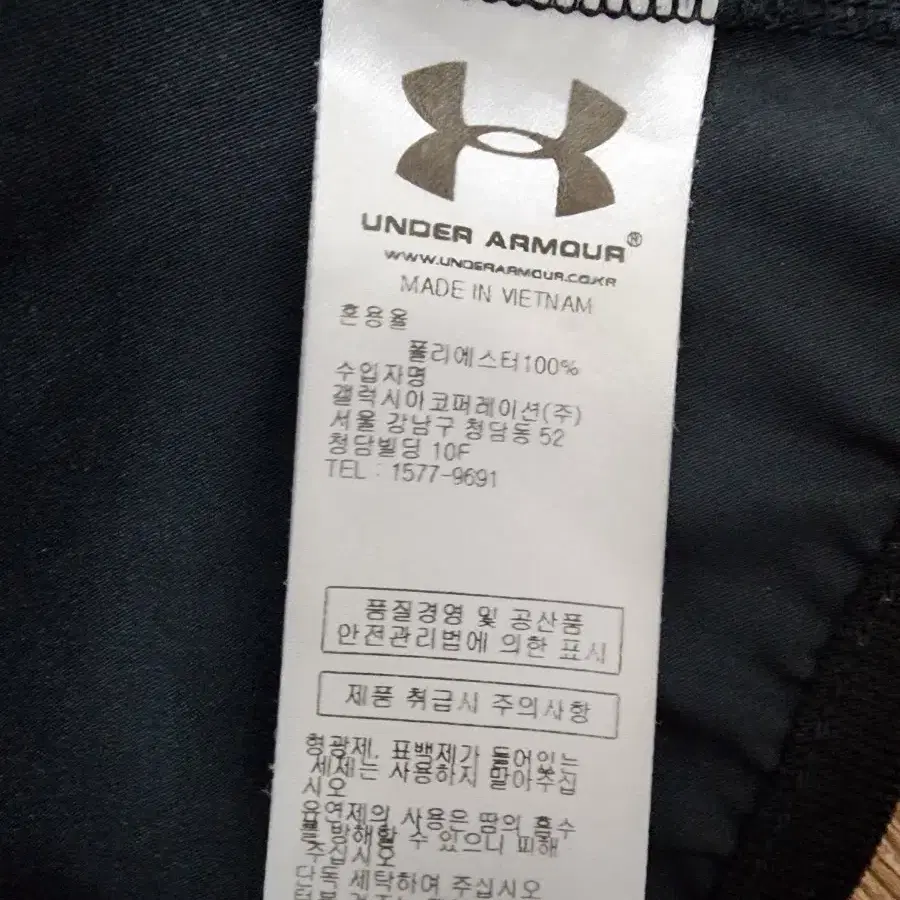 UNDER ARMOUR®
WWW.UNDERARMOUR.CO.KR
MADE IN VIETNAM
혼용율
폴리에스터100%
수입자명
갤럭시아코퍼레이션(주)
서울 강남구 청담동 52
청담빌딩 10F
TEL : 1577-9691
품질경영 및 공산품
안전관리법에 의한 표시
제품 취급시 주의사항
형광제, 표백제가 들어있는
세제는 사용하지 말아주십
시오
유연제의 사용은 땀의 흡수
를 방해할 수 있으니 피해
주십시오
단독 세탁하여 주십시오